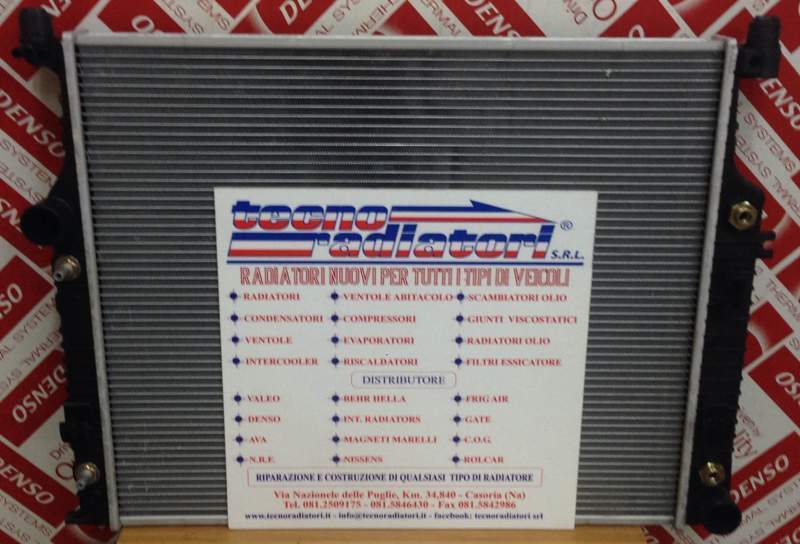 tecno
radiatori®
S.R.L.
RADIATORI NUOVI PER TUTTI I TIPI DI VEICOLI
RADIATORI VENTOLE ABITACOLO SCAMBIATORI OLIO
CONDENSATORI COMPRESSORI GIUNTI VISCOSTATICI
VENTOLE EVAPORATORI RADIATORI OLIO
INTERCOOLER RISCALDATORI FILTRI ESSICATORE
DISTRIBUTORE
VALEO BEHR HELLA FRIG AIR
DENSO INT. RADIATORS GATE
AVA MAGNETI MARELLI C.O.G.
N.R.F. NISSENS ROLCAR
RIPARAZIONE E COSTRUZIONE DI QUALSIASI TIPO DI RADIATORE
Via Nazionele delle Puglie, Km. 34,840 - Casoria (Na)
Tel. 081.2509175 - 081.5846430 - Fax 081.5842986
www.tecnoradiatori.it - info@tecnoradiatori.it - facebook: tecnoradiatori srl
DENSO
DENSO
DENSO
DENSO
DENSO